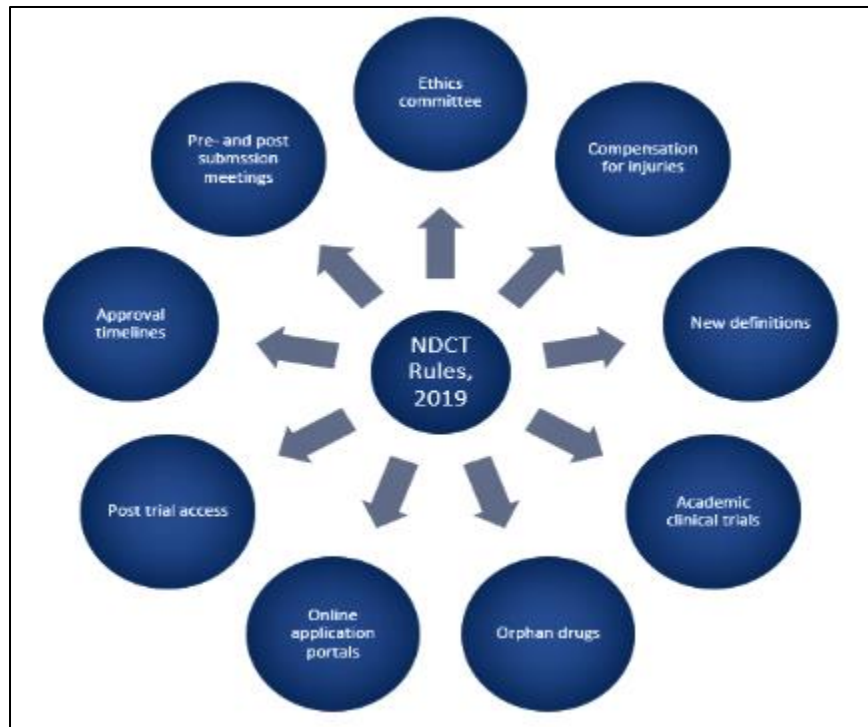 Ethics
committee
Pre- and post
submssion
meetings
Compensation
for injuries
Approval
timelines
New definitions
NDCT
Rules,
2019
Post trial access
Academic
clinical trials
Online
application
portals
Orphan drugs